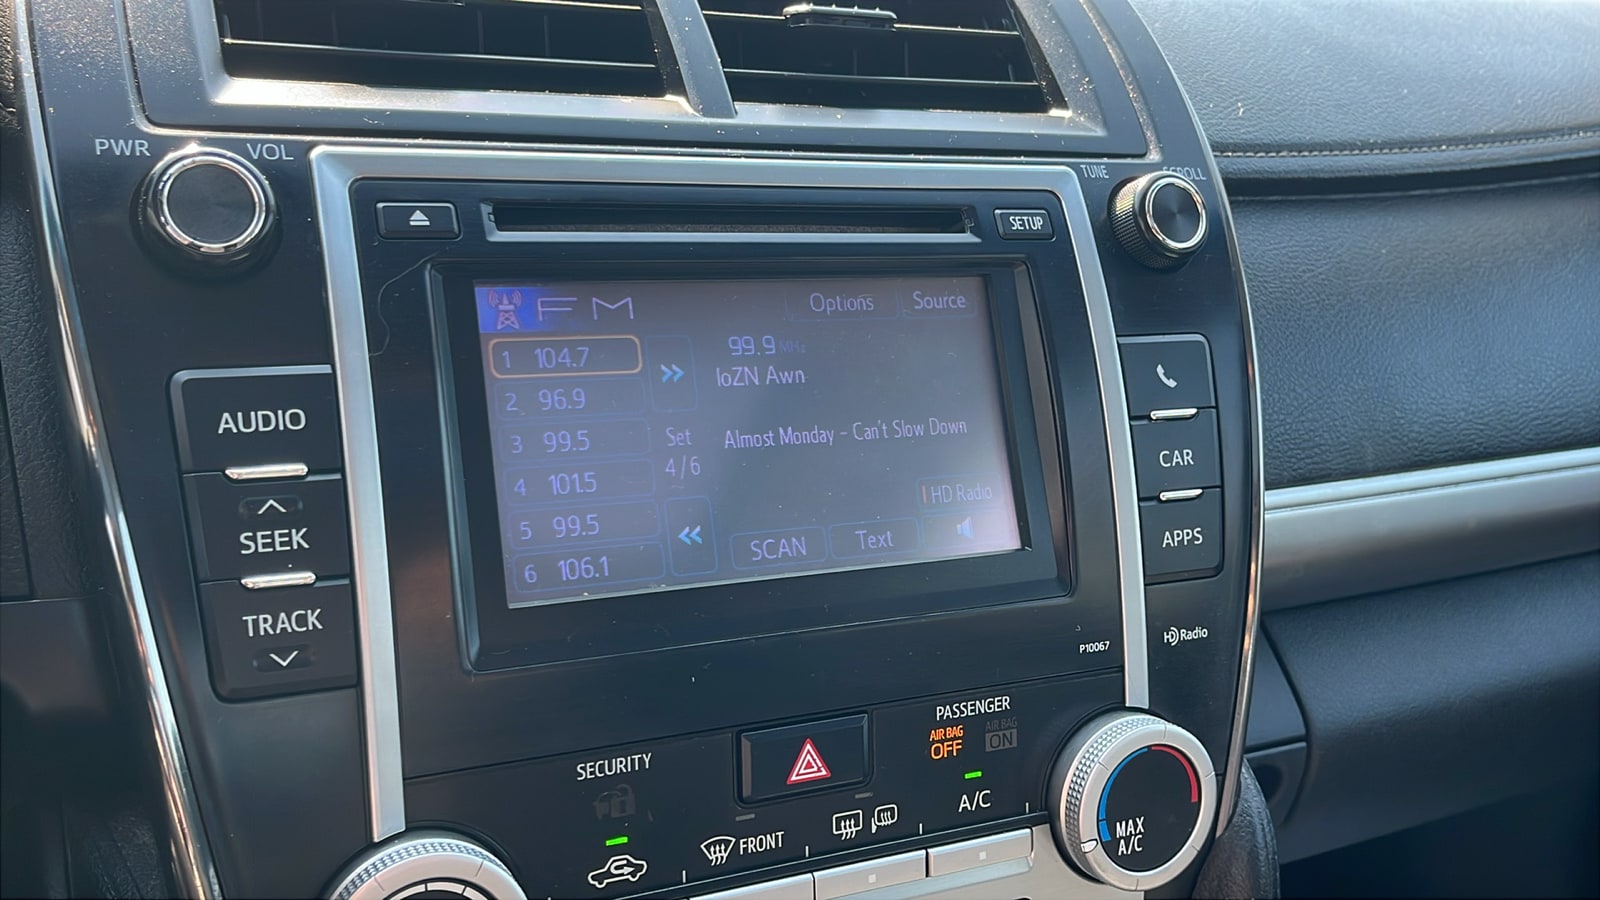 PWR VOL
TUNE SCROLL
SETUP
FM Options Source
1 104.7
2 96.9
3 99.5
4 101.5
5 99.5
6 106.1
Set
4/6
99.9 MHz
loZN Awn
Almost Monday - Can't Slow Down
HD Radio
SCAN Text
AUDIO
SEEK
TRACK
CAR
APPS
HD Radio
P10067
SECURITY
PASSENGER
AIR BAG
OFF
AIR BAG
ON
A/C
FRONT
MAX
A/C